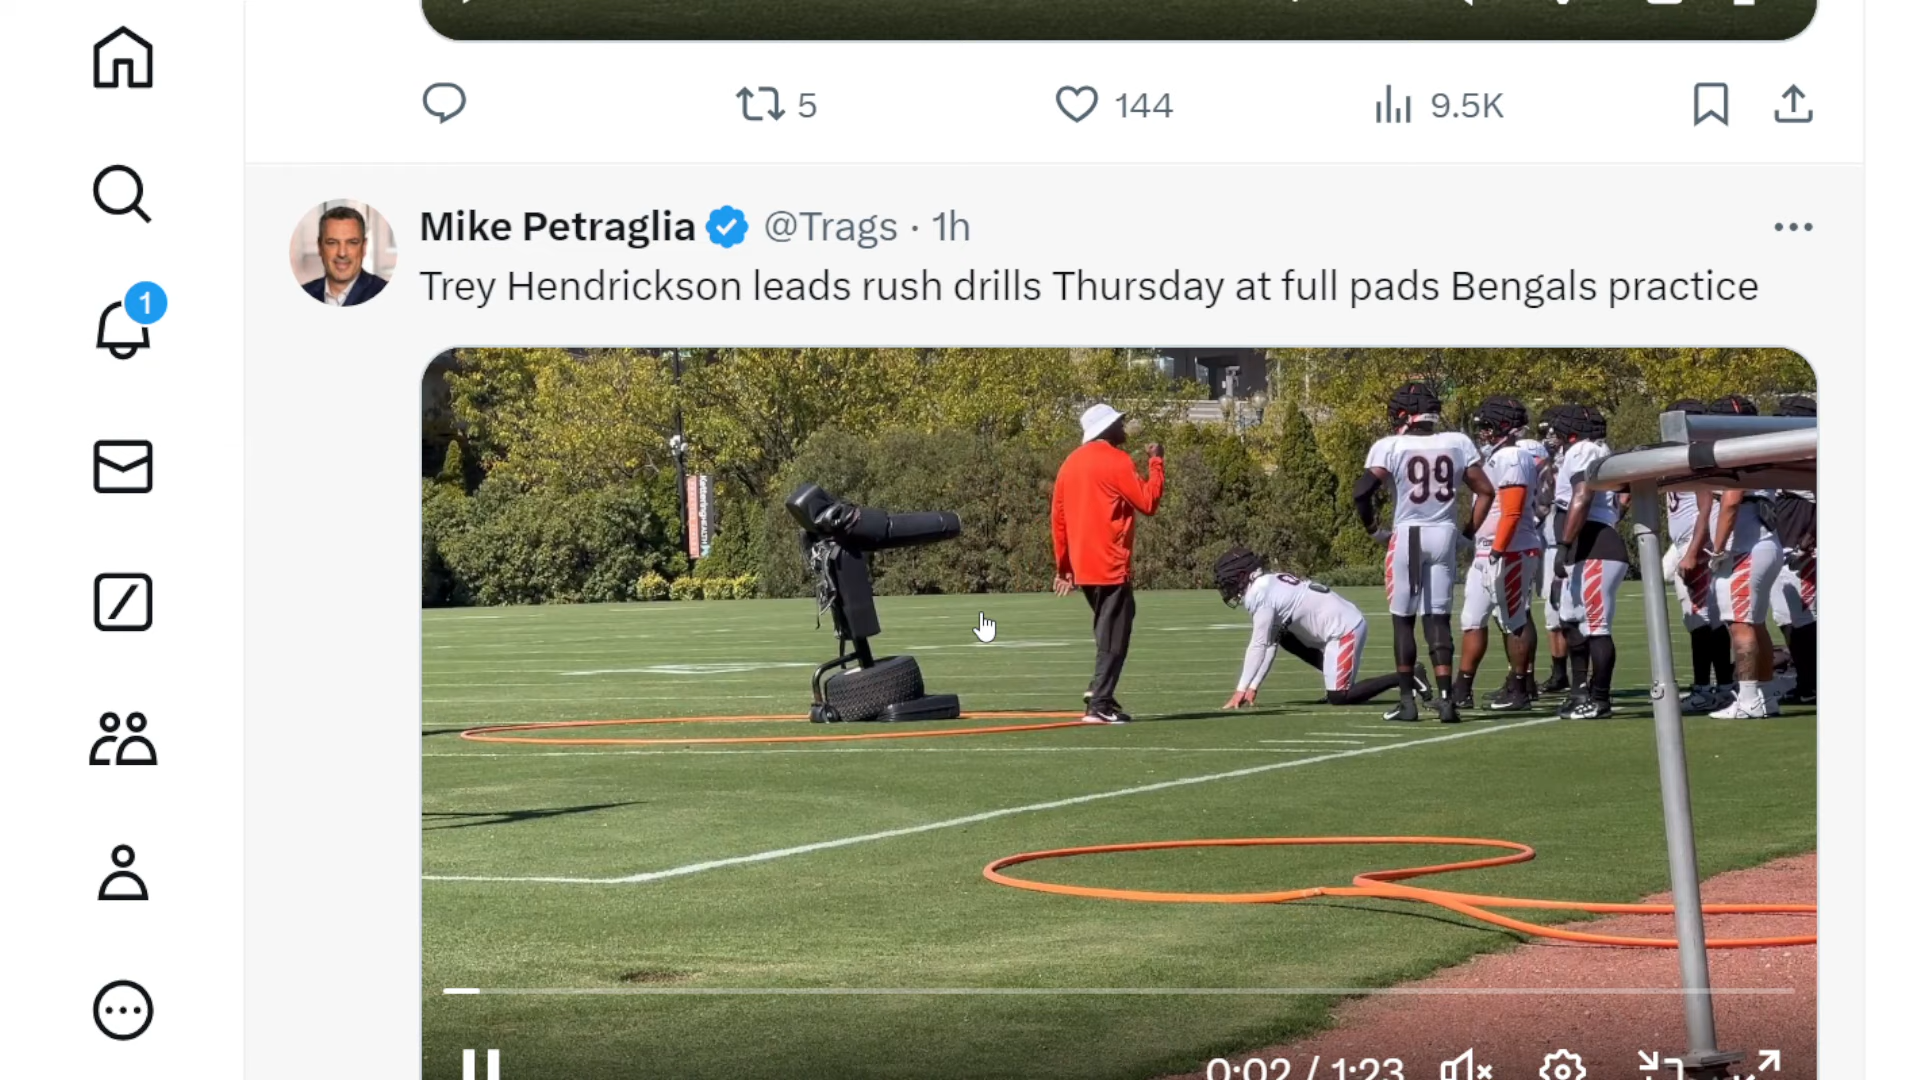 5
144
9.5K
1
Mike Petraglia @Trags · 1h
Trey Hendrickson leads rush drills Thursday at full pads Bengals practice
99
KetteringHEALTH
0:02 / 1:23